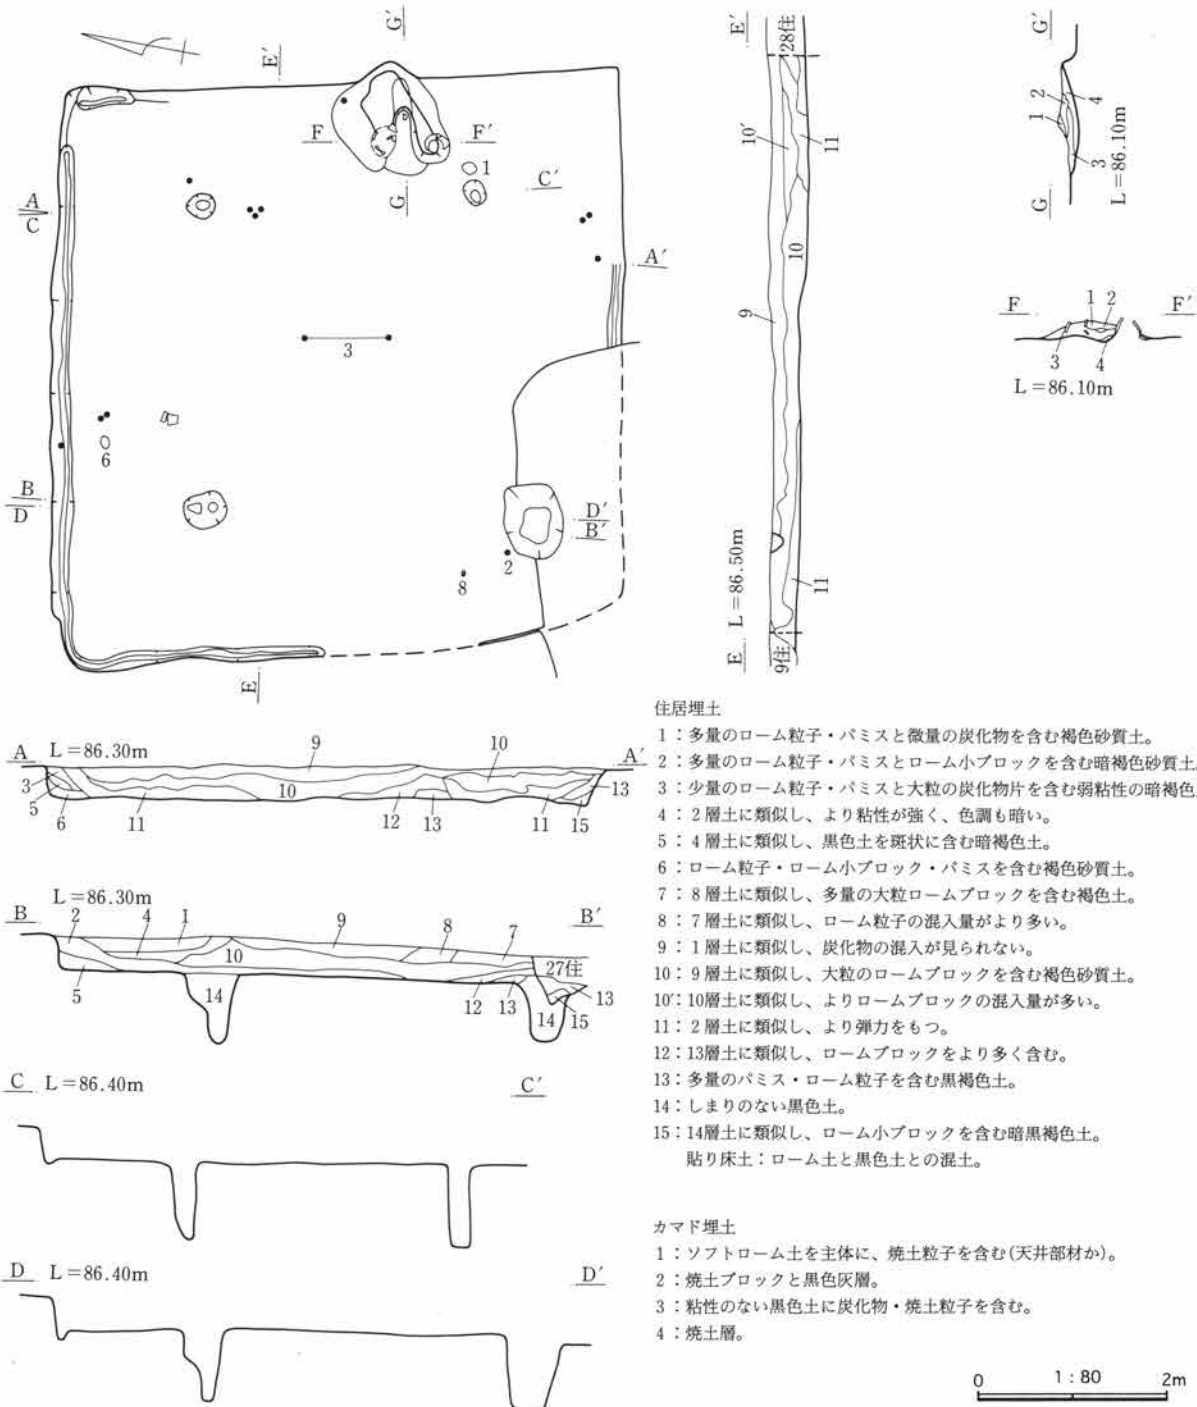 G'
E'
F
F'
1
A
C
G
C'
A'
3
6
B
D
D'
B'
2
8
E
E'
28住
10'
11
10
9
E L=86.50m
11
9住
G'
2
4
1
3
G
L=86.10m
F
1
2
F'
3
4
L=86.10m
A
L=86.30m
9
10
A'
3
13
5
10
6
11
12
13
11
15
L=86.30m
B
2
4
1
9
8
7
B'
10
27住
5
14
12
13
14
13
15
C L=86.40m
C'
D L=86.40m
D'
住居埋土
1:多量のローム粒子・パミスと微量の炭化物を含む褐色砂質土。
2:多量のローム粒子・パミスとローム小ブロックを含む暗褐色砂質土。
3:少量のローム粒子・パミスと大粒の炭化物片を含む弱粘性の暗褐色
4:2層土に類似し、より粘性が強く、色調も暗い。
5:4層土に類似し、黒色土を斑状に含む暗褐色土。
6:ローム粒子・ローム小ブロック・パミスを含む褐色砂質土。
7:8層土に類似し、多量の大粒ロームブロックを含む褐色土。
8:7層土に類似し、ローム粒子の混入量がより多い。
9:1層土に類似し、炭化物の混入が見られない。
10:9層土に類似し、大粒のロームブロックを含む褐色砂質土。
10':10層土に類似し、よりロームブロックの混入量が多い。
11:2層土に類似し、より弾力をもつ。
12:13層土に類似し、ロームブロックをより多く含む。
13:多量のパミス・ローム粒子を含む黒褐色土。
14:しまりのない黒色土。
15:14層土に類似し、ローム小ブロックを含む暗黒褐色土。
貼り床土:ローム土と黒色土との混土。
カマド埋土
1:ソフトローム土を主体に、焼土粒子を含む(天井部材か)。
2:焼土ブロックと黒色灰層。
3:粘性のない黒色土に炭化物・焼土粒子を含む。
4:焼土層。
0 1:80 2m